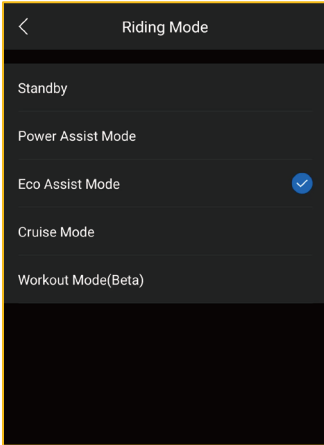 Riding Mode
Standby
Power Assist Mode
Eco Assist Mode
Cruise Mode
Workout Mode(Beta)